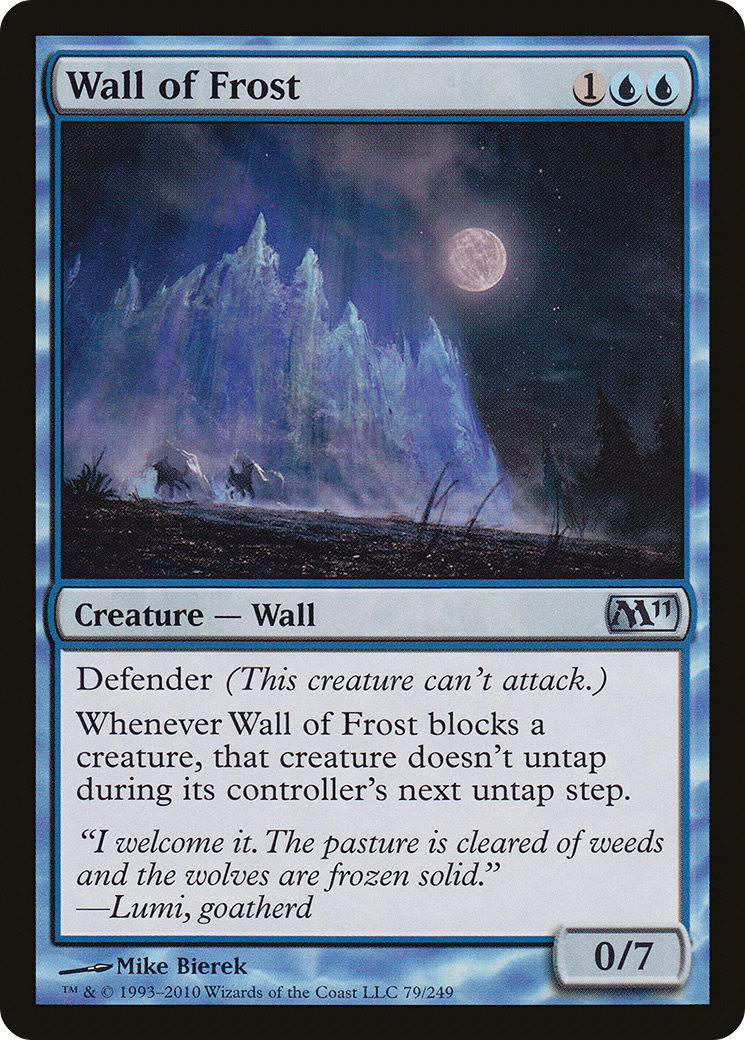 Wall of Frost
1
Creature — Wall
M11
Defender (This creature can't attack.)
Whenever Wall of Frost blocks a
creature, that creature doesn't untap
during its controller's next untap step.
“I welcome it. The pasture is cleared of weeds
and the wolves are frozen solid.”
—Lumi, goatherd
0/7
Mike Bierek
™ & © 1993–2010 Wizards of the Coast LLC 79/249